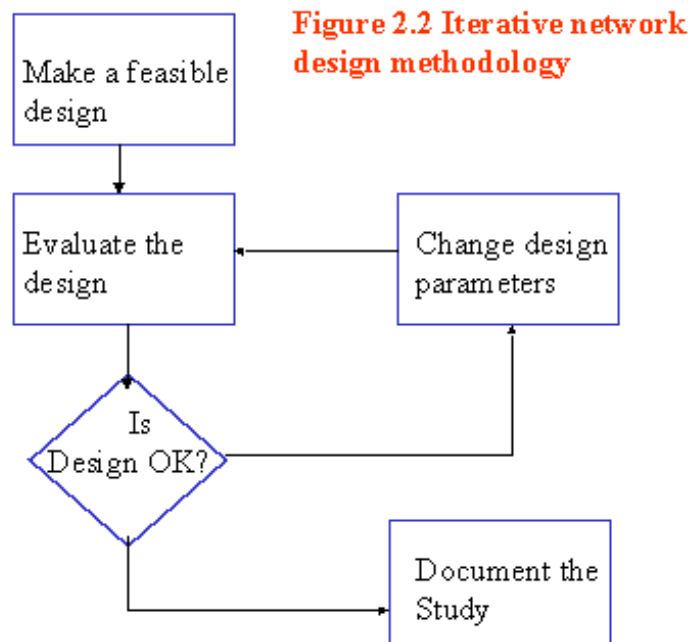 Figure 2.2 Iterative network
design methodology
Make a feasible
design
Evaluate the
design
Change design
parameters
Is
Design OK?
Document the
Study